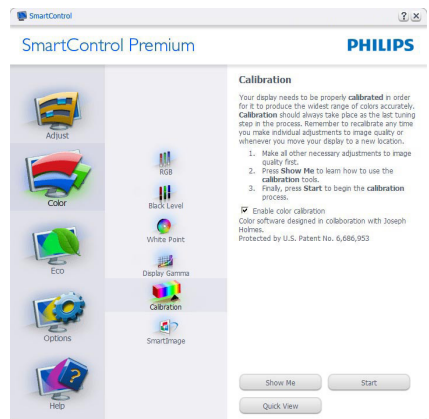 SmartControl
SmartControl Premium
PHILIPS
Adjust
Color
Eco
Options
Help
RGB
Black Level
White Point
Display Gamma
Calibration
SmartImage
Calibration
Your display needs to be properly calibrated in order
for it to produce the widest range of colors accurately.
Calibration should always take place as the last tuning
step in the process. Remember to recalibrate any time
you make individual adjustments to image quality or
whenever you move your display to a new location.
1. Make all other necessary adjustments to image
quality first.
2. Press Show Me to learn how to use the
calibration tools.
3. Finally, press Start to begin the calibration
process.
Enable color calibration
Color software designed in collaboration with Joseph
Holmes.
Protected by U.S. Patent No. 6,686,953
Show Me
Start
Quick View